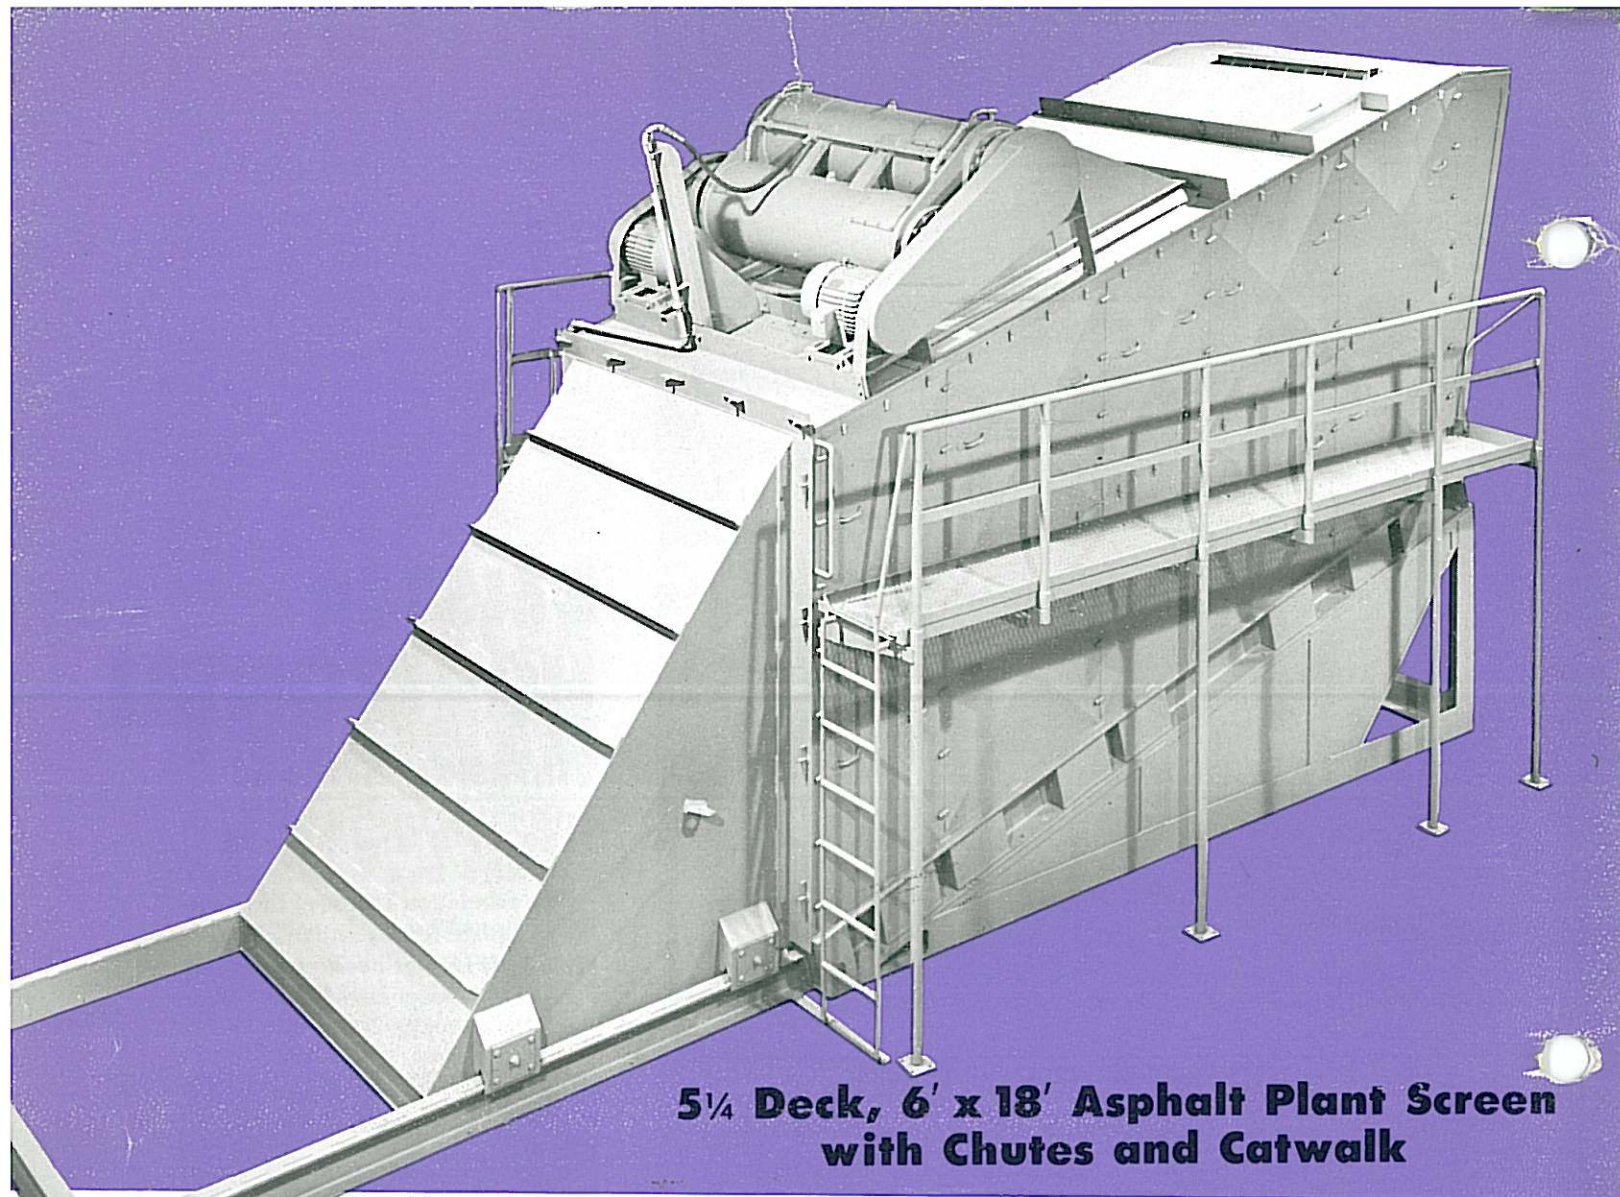 5¼ Deck, 6' x 18' Asphalt Plant Screen
with Chutes and Catwalk